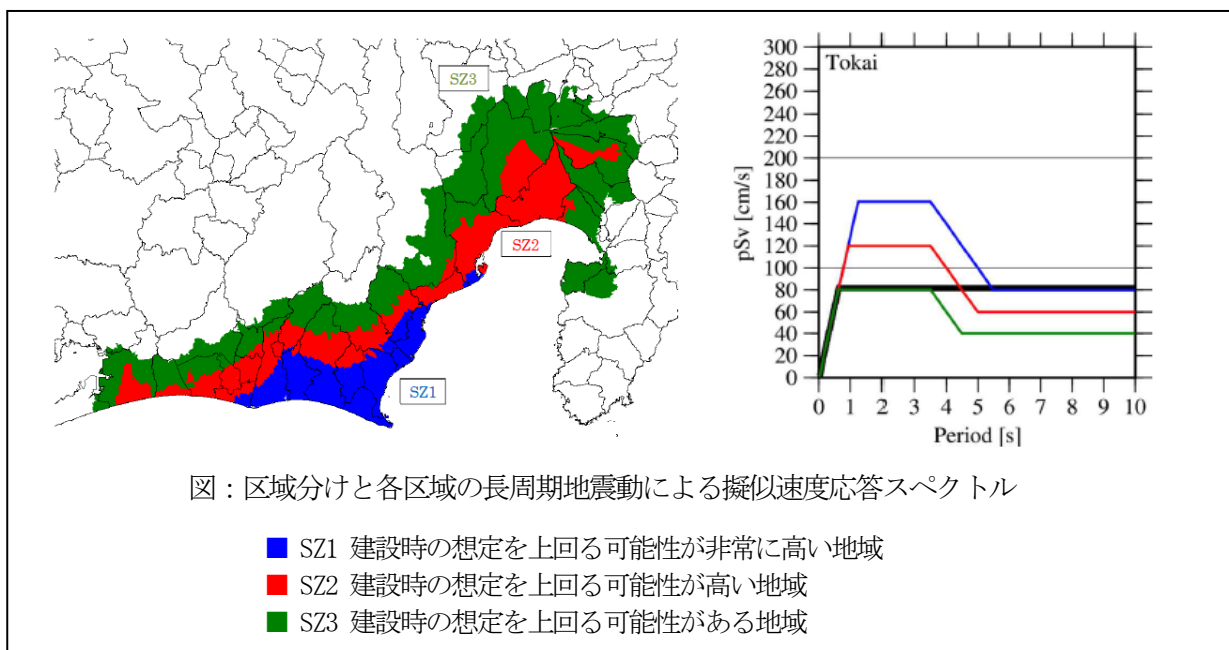 SZ3
SZ2
SZ1
Tokai
300
280
260
240
220
200
180
160
140
120
100
80
60
40
20
0
pSv [cm/s]
0 1 2 3 4 5 6 7 8 9 10
Period [s]
図：区域分けと各区域の長周期地震動による擬似速度応答スペクトル
SZ1 建設時の想定を上回る可能性が非常に高い地域
SZ2 建設時の想定を上回る可能性が高い地域
SZ3 建設時の想定を上回る可能性がある地域